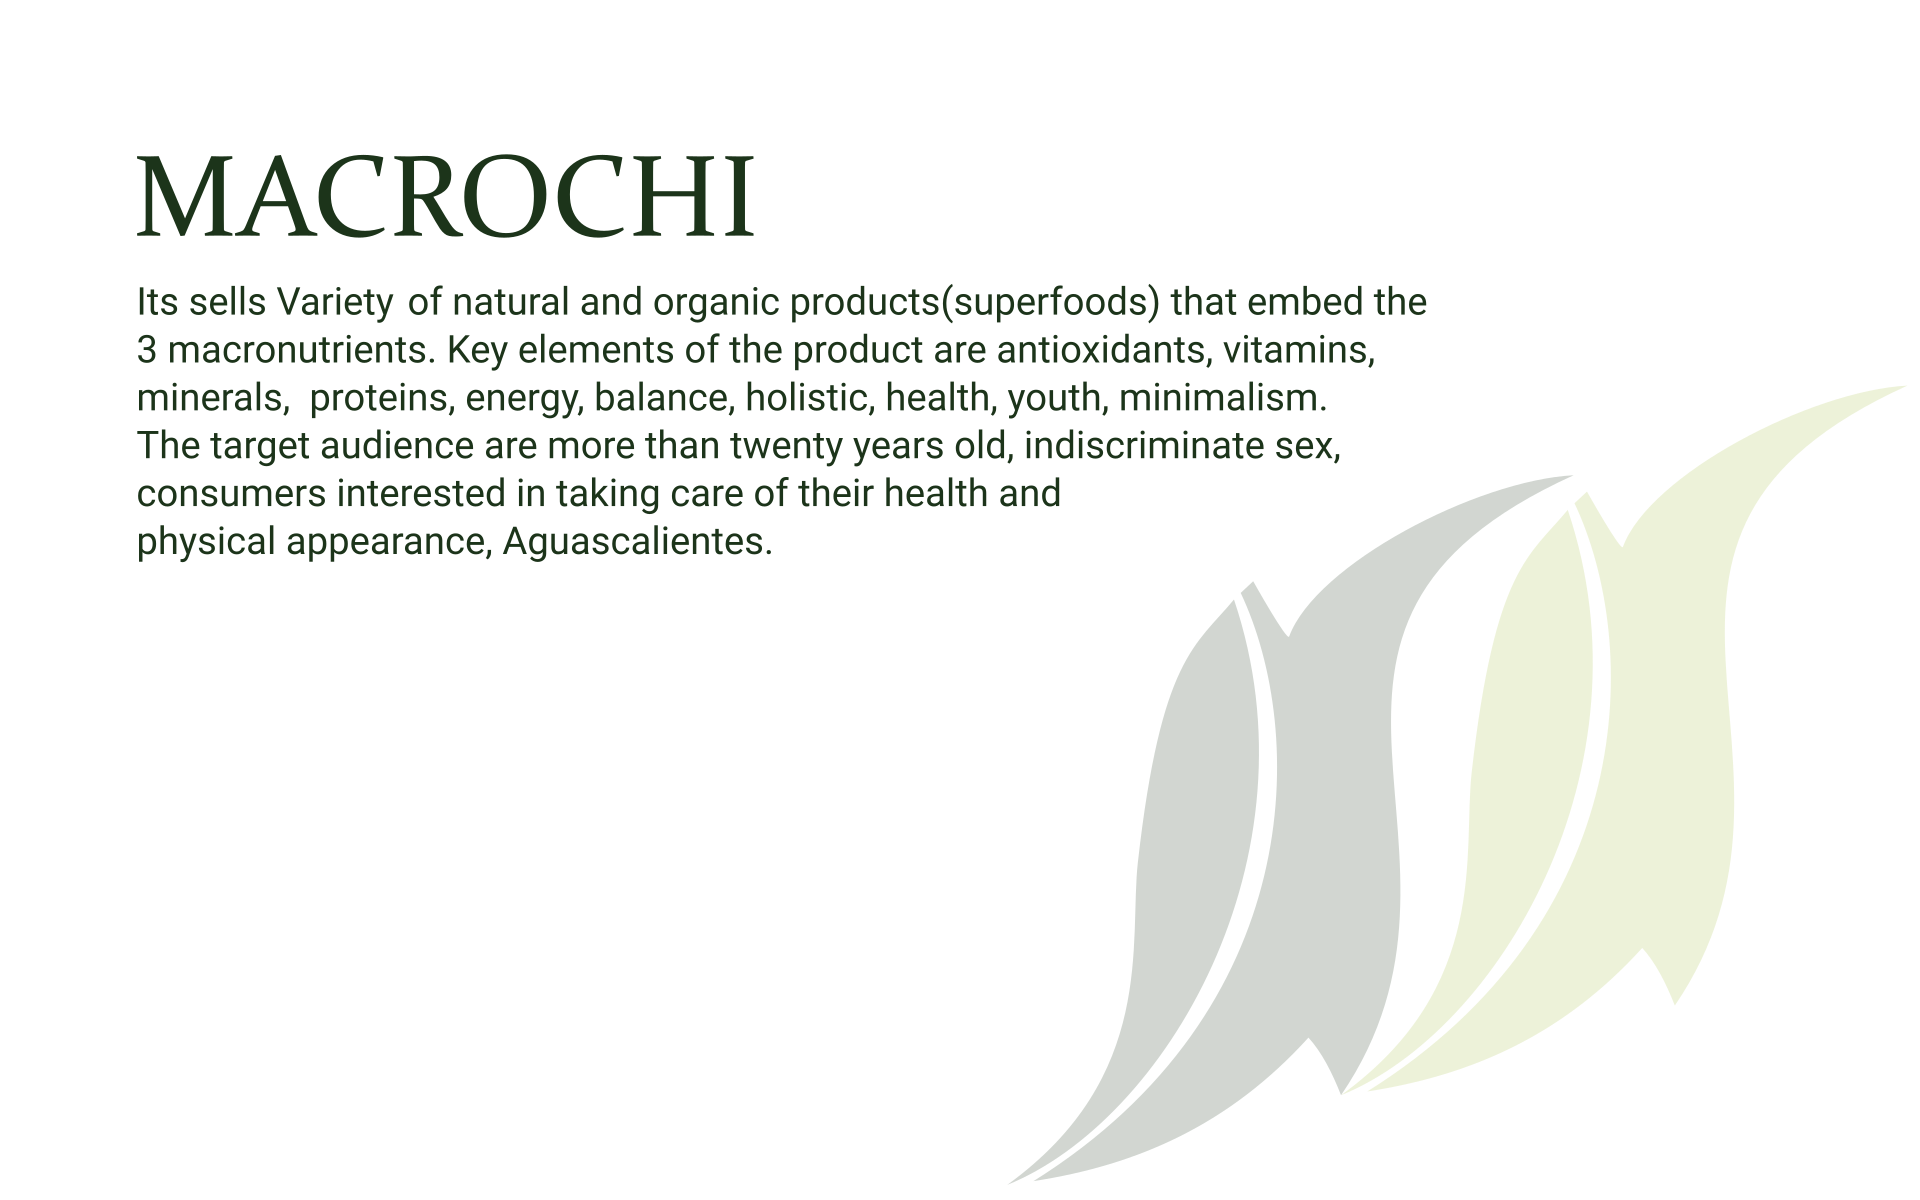 MACROCHI
Its sells Variety of natural and organic products(superfoods) that embed the
3 macronutrients. Key elements of the product are antioxidants, vitamins,
minerals,  proteins, energy, balance, holistic, health, youth, minimalism.
The target audience are more than twenty years old, indiscriminate sex,
consumers interested in taking care of their health and
physical appearance, Aguascalientes.